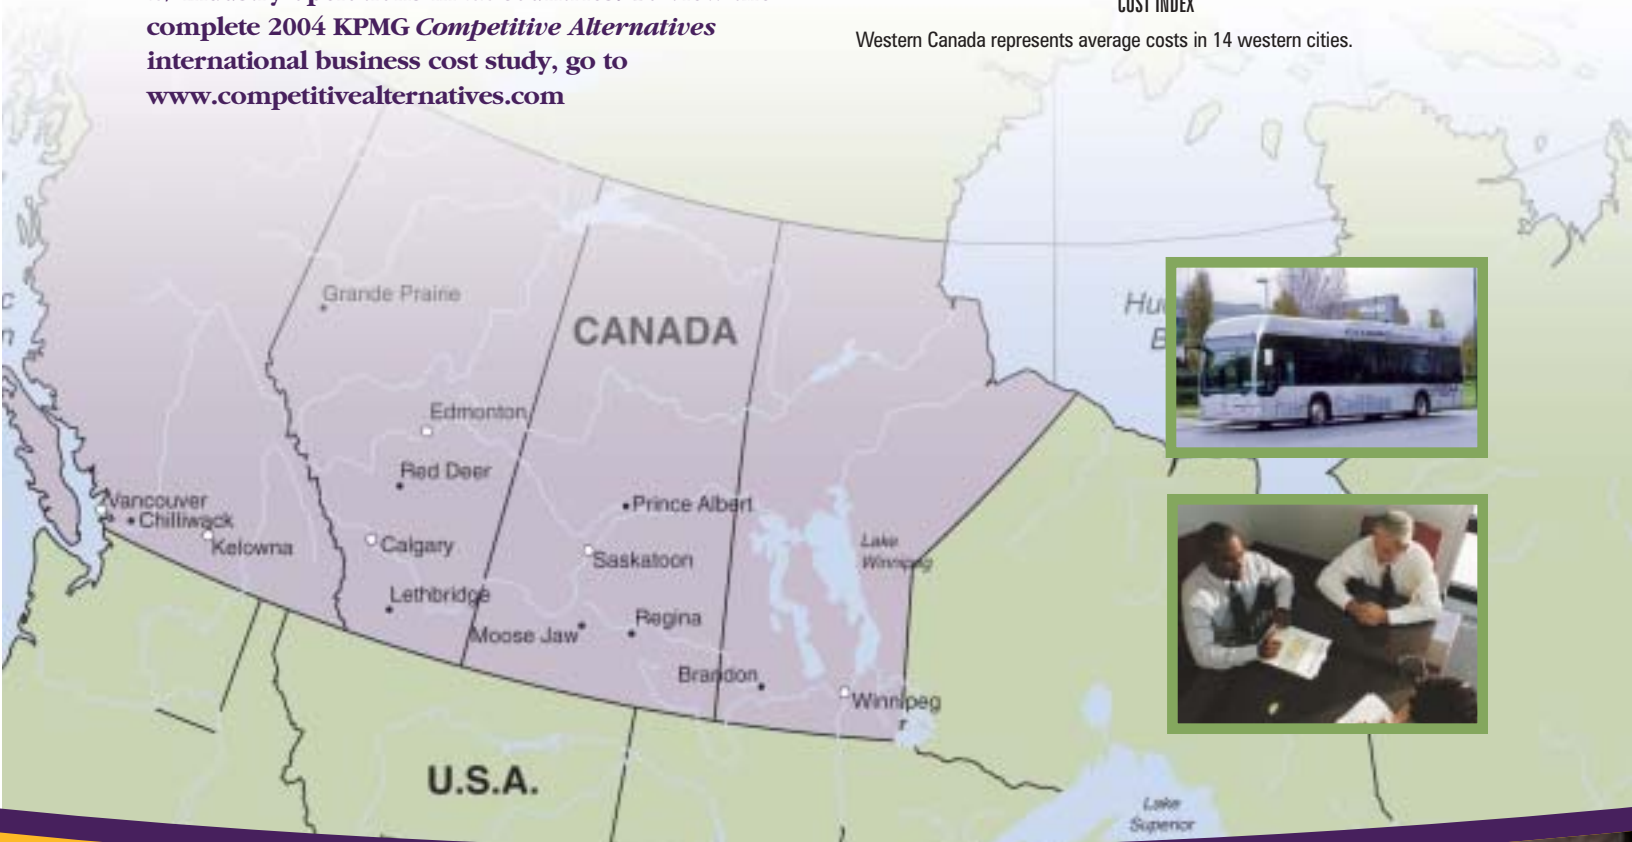 complete 2004 KPMG Competitive Alternatives
international business cost study, go to
www.competitivealternatives.com
COST INDEX
Western Canada represents average costs in 14 western cities.
Grande Prairie
CANADA
Edmonton
Red Deer
Prince Albert
Vancouver
Chilliwack
Kelowna
Calgary
Saskatoon
Lake
Winnipeg
Lethbridge
Moose Jaw
Regina
Brandon
Winnipeg
U.S.A.
Lake
Superior